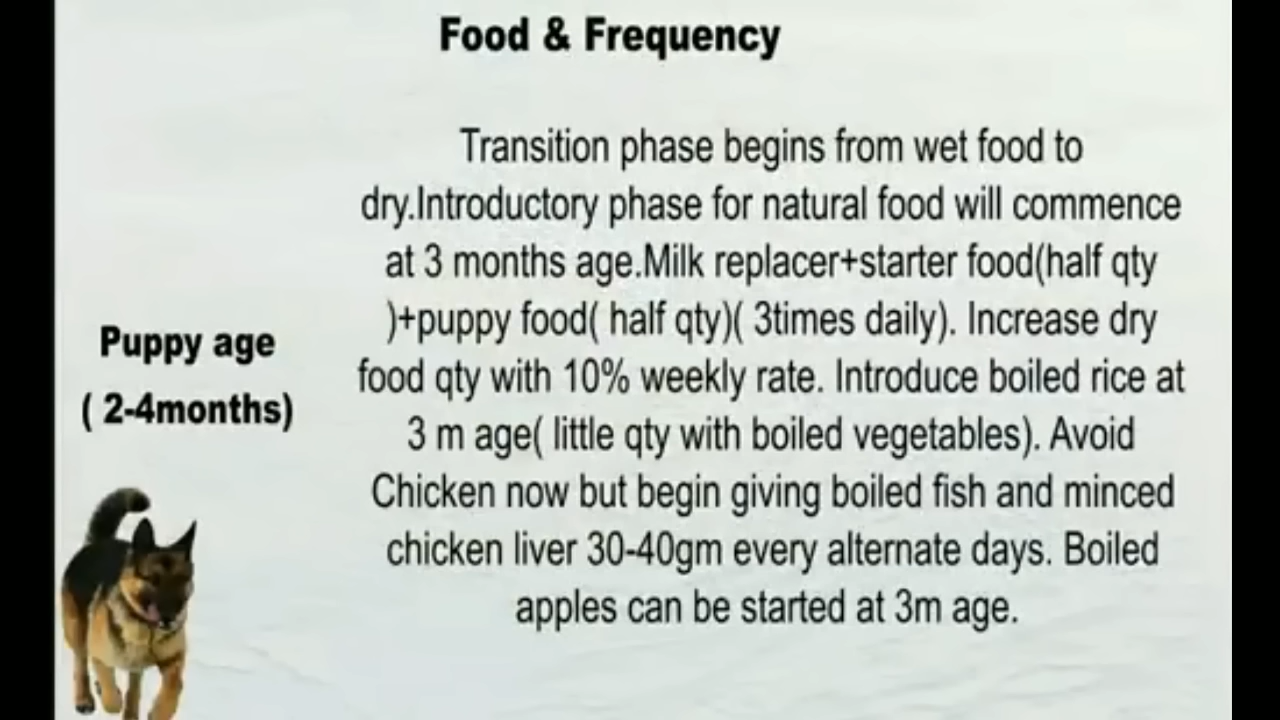 Food & Frequency
Transition phase begins from wet food to
dry.Introductory phase for natural food will commence
at 3 months age.Milk replacer+starter food(half qty
)+puppy food( half qty)( 3times daily). Increase dry
food qty with 10% weekly rate. Introduce boiled rice at
3 m age( little qty with boiled vegetables). Avoid
Chicken now but begin giving boiled fish and minced
chicken liver 30-40gm every alternate days. Boiled
apples can be started at 3m age.
Puppy age
( 2-4months)